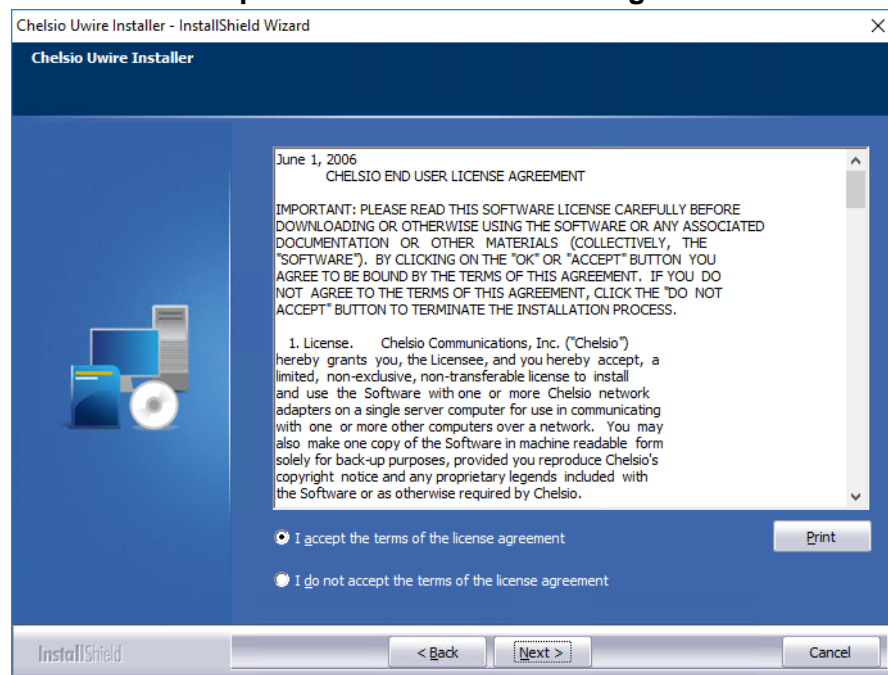 Chelsio Uwire Installer - InstallShield Wizard
Chelsio Uwire Installer
June 1, 2006
CHELSIO END USER LICENSE AGREEMENT
IMPORTANT: PLEASE READ THIS SOFTWARE LICENSE CAREFULLY BEFORE
DOWNLOADING OR OTHERWISE USING THE SOFTWARE OR ANY ASSOCIATED
DOCUMENTATION OR OTHER MATERIALS (COLLECTIVELY, THE
"SOFTWARE"). BY CLICKING ON THE "OK" OR "ACCEPT" BUTTON YOU
AGREE TO BE BOUND BY THE TERMS OF THIS AGREEMENT. IF YOU DO
NOT AGREE TO THE TERMS OF THIS AGREEMENT, CLICK THE "DO NOT
ACCEPT" BUTTON TO TERMINATE THE INSTALLATION PROCESS.
1. License. Chelsio Communications, Inc. ("Chelsio")
hereby grants you, the Licensee, and you hereby accept, a
limited, non-exclusive, non-transferable license to install
and use the Software with one or more Chelsio network
adapters on a single server computer for use in communicating
with one or more other computers over a network. You may
also make one copy of the Software in machine readable form
solely for back-up purposes, provided you reproduce Chelsio's
copyright notice and any proprietary legends included with
the Software or as otherwise required by Chelsio.
I accept the terms of the license agreement
Print
I do not accept the terms of the license agreement
InstallShield
< Back
Next >
Cancel